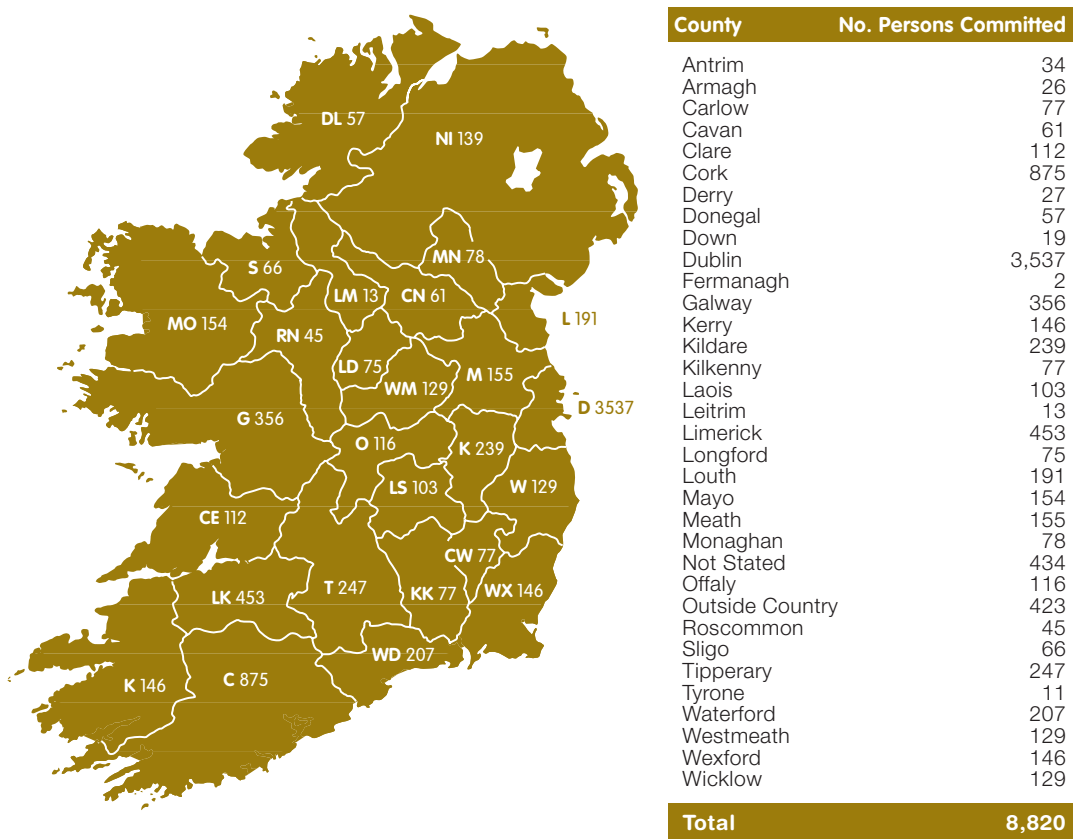 DL 57
NI 139
MN 78
S 66
LM 13
CN 61
L 191
MO 154
RN 45
LD 75
M 155
WM 129
D 3537
G 356
O 116
K 239
LS 103
W 129
CE 112
CW 77
T 247
WX 146
LK 453
KK 77
WD 207
C 875
K 146
County No. Persons Committed
Antrim 34
Armagh 26
Carlow 77
Cavan 61
Clare 112
Cork 875
Derry 27
Donegal 57
Down 19
Dublin 3,537
Fermanagh 2
Galway 356
Kerry 146
Kildare 239
Kilkenny 77
Laois 103
Leitrim 13
Limerick 453
Longford 75
Louth 191
Mayo 154
Meath 155
Monaghan 78
Not Stated 434
Offaly 116
Outside Country 423
Roscommon 45
Sligo 66
Tipperary 247
Tyrone 11
Waterford 207
Westmeath 129
Wexford 146
Wicklow 129
Total 8,820